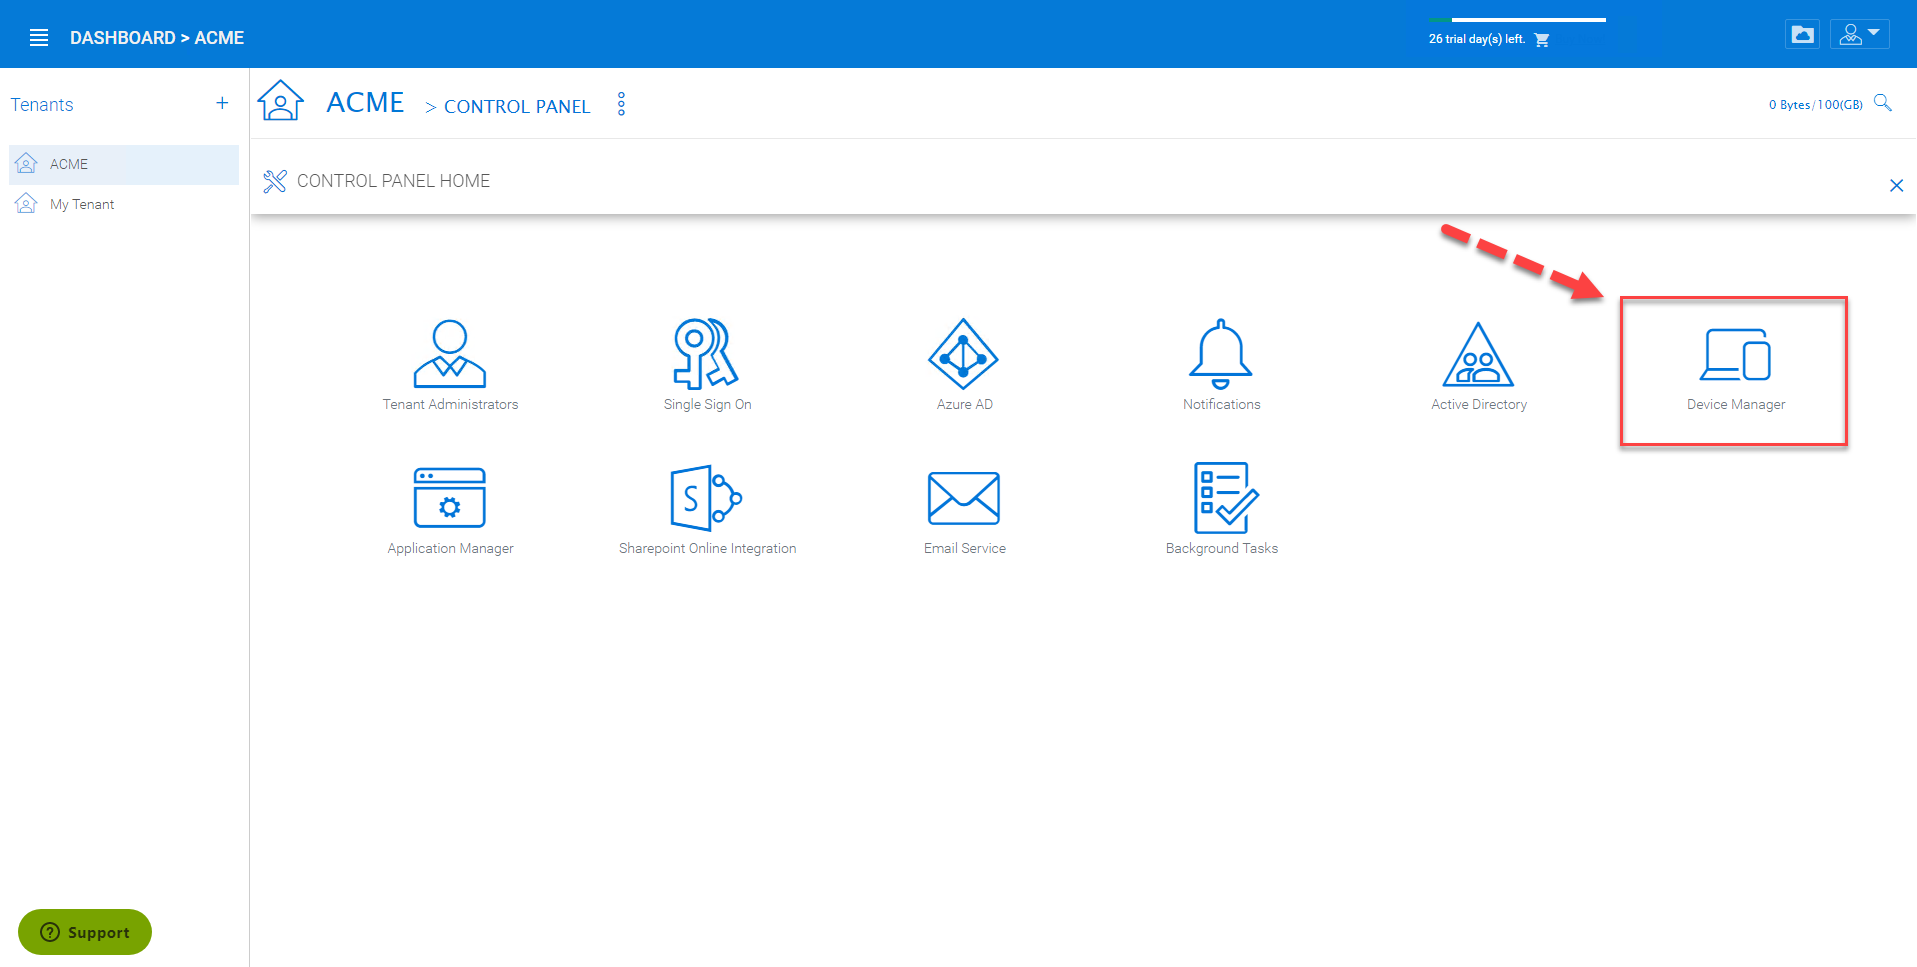 DASHBOARD > ACME
26 trial day(s) left.
Tenants +
ACME
My Tenant
ACME > CONTROL PANEL
0 Bytes/100(GB)
CONTROL PANEL HOME
Tenant Administrators
Single Sign On
Azure AD
Notifications
Active Directory
Device Manager
Application Manager
S
Sharepoint Online Integration
Email Service
Background Tasks
? Support